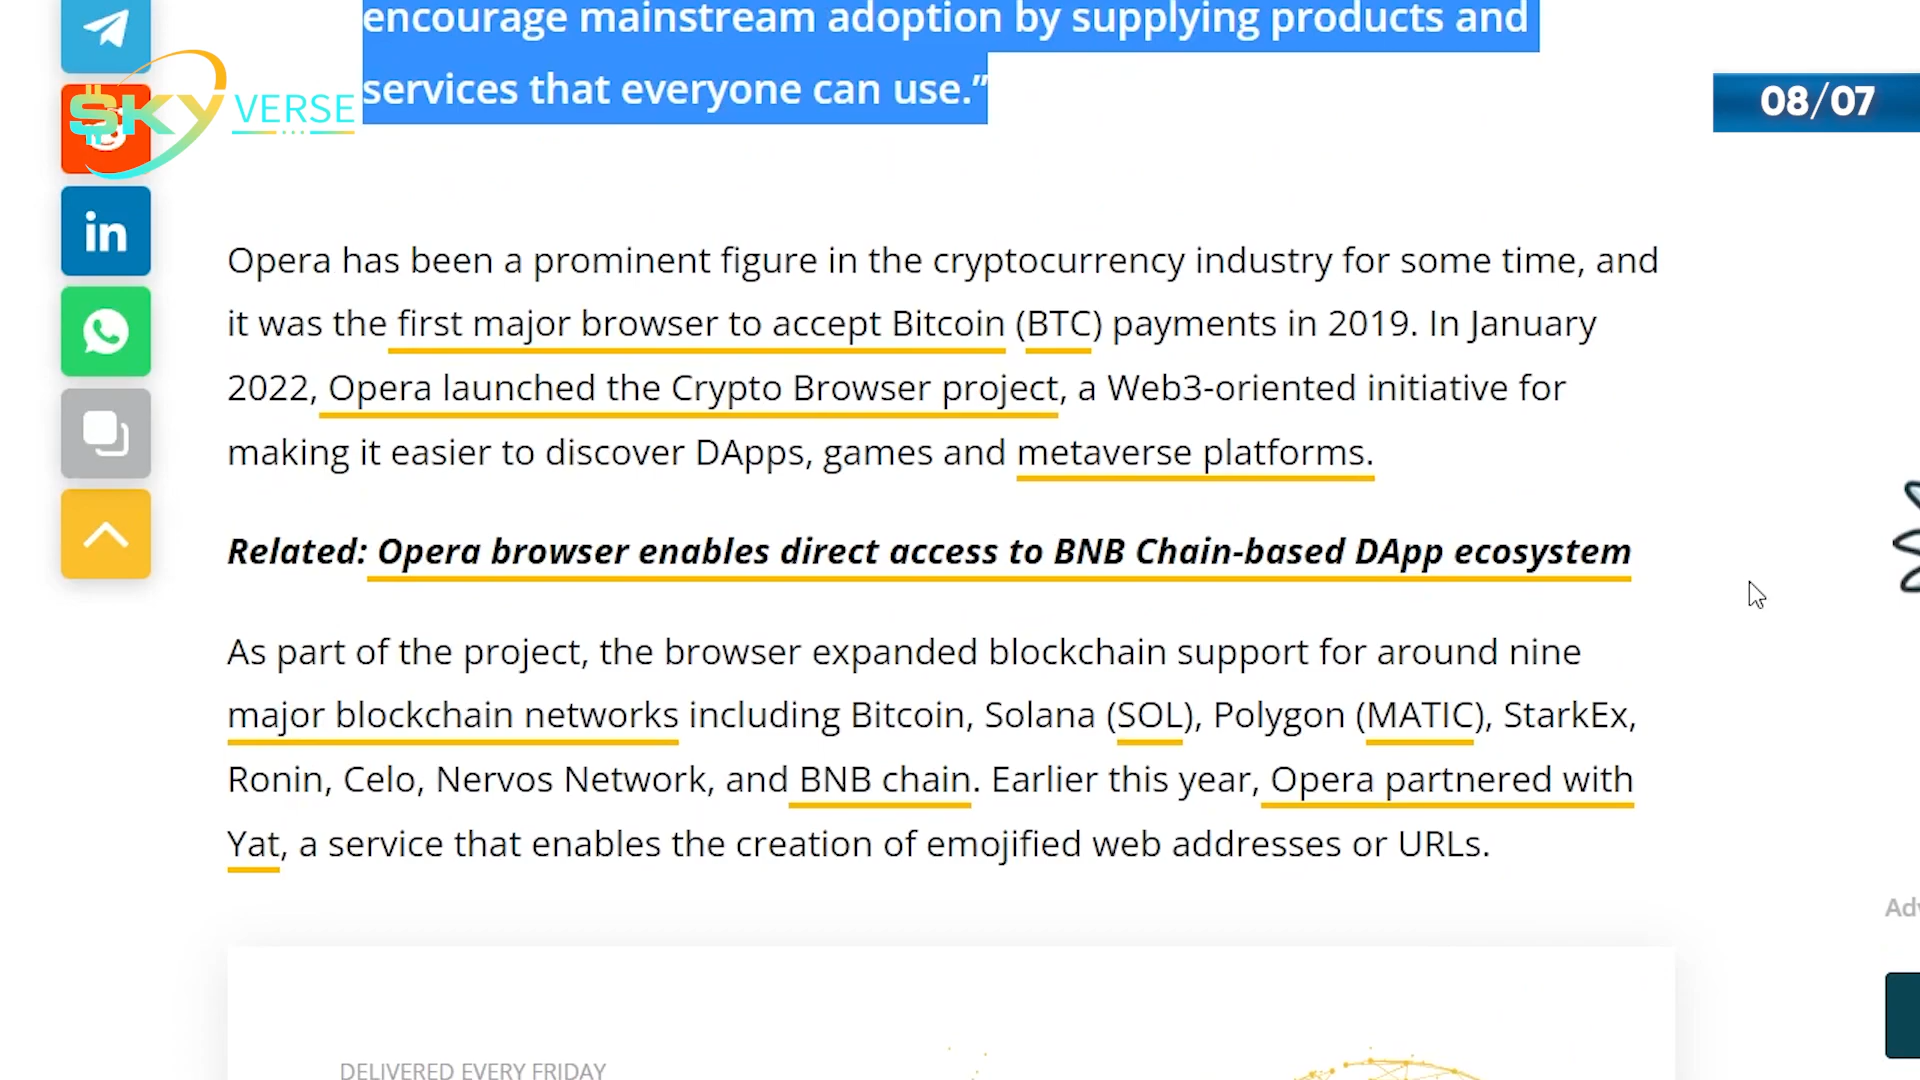 encourage mainstream adoption by supplying products and
services that everyone can use.”
SKY VERSE
08/07
in
Opera has been a prominent figure in the cryptocurrency industry for some time, and
it was the first major browser to accept Bitcoin (BTC) payments in 2019. In January
2022, Opera launched the Crypto Browser project, a Web3-oriented initiative for
making it easier to discover DApps, games and metaverse platforms.
Related: Opera browser enables direct access to BNB Chain-based DApp ecosystem
As part of the project, the browser expanded blockchain support for around nine
major blockchain networks including Bitcoin, Solana (SOL), Polygon (MATIC), StarkEx,
Ronin, Celo, Nervos Network, and BNB chain. Earlier this year, Opera partnered with
Yat, a service that enables the creation of emojified web addresses or URLs.
DELIVERED EVERY FRIDAY